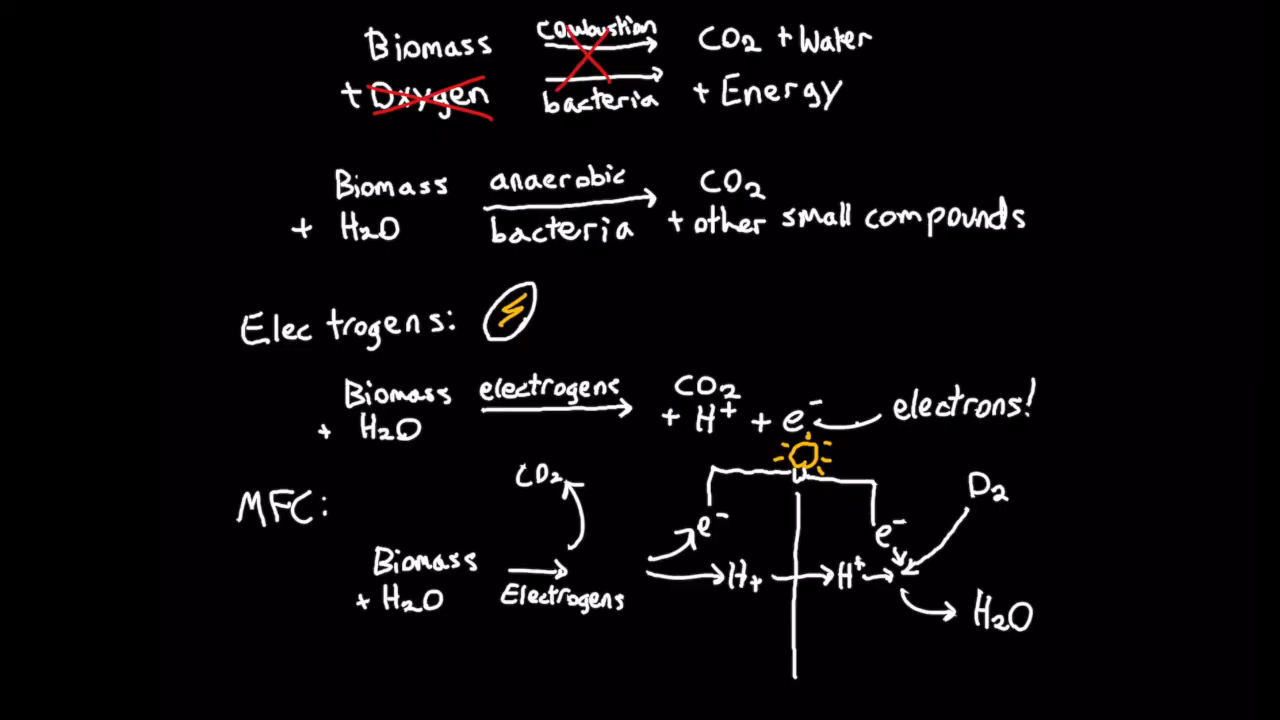 combustion
Biomass CO2 + Water
+ Oxygen + Energy
bacteria
anaerobic
Biomass CO2
+ H2O bacteria + other small compounds
Electrogens:
Biomass electrogens CO2
+ H2O + H+ + e- electrons!
MFC:
CO2
O2
e- e-
Biomass H+ H+
+ H2O Electrogens H2O